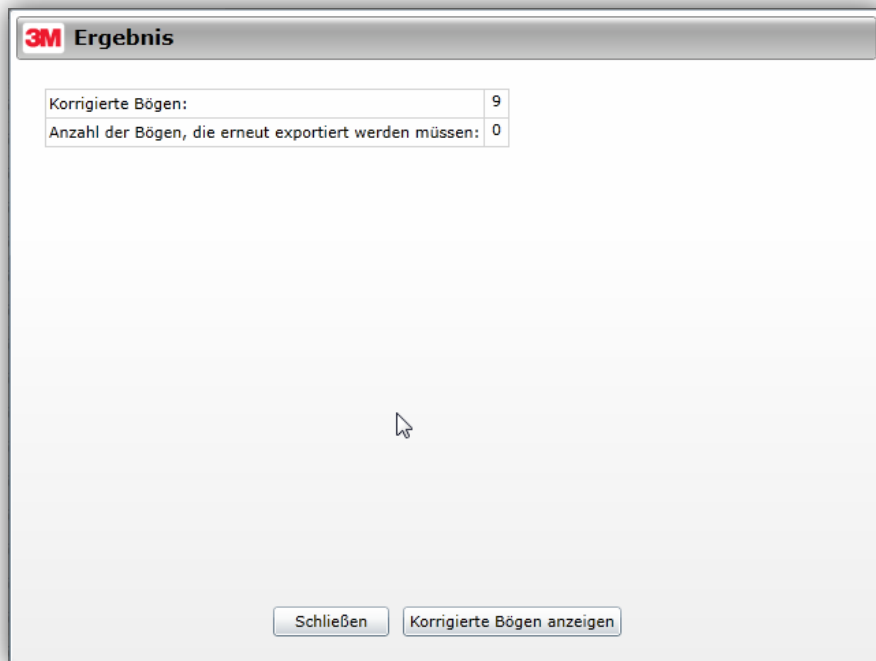 3M Ergebnis
Korrigierte Bögen: 9
Anzahl der Bögen, die erneut exportiert werden müssen: 0
Schließen Korrigierte Bögen anzeigen